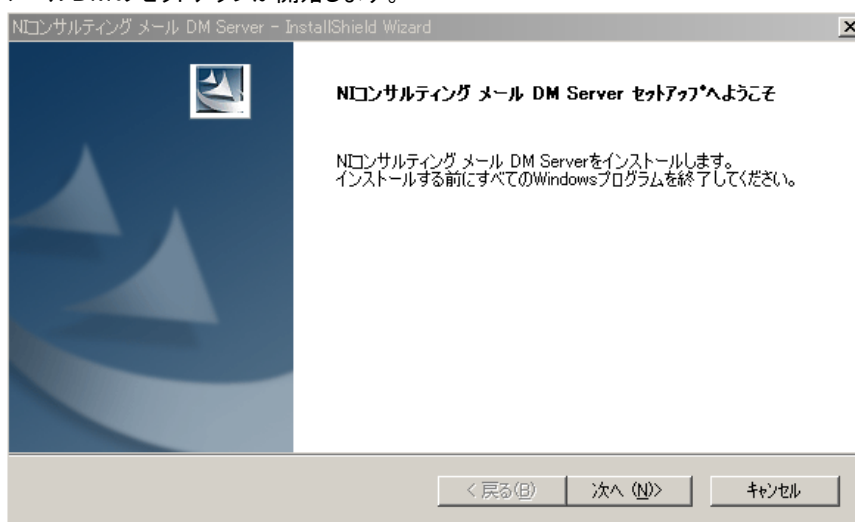 NIコンサルティング メール DM Server - InstallShield Wizard
NIコンサルティング メール DM Server セットアップへようこそ
NIコンサルティング メール DM Serverをインストールします。
インストールする前にすべてのWindowsプログラムを終了してください。
< 戻る(B)
次へ (N)>
キャンセル